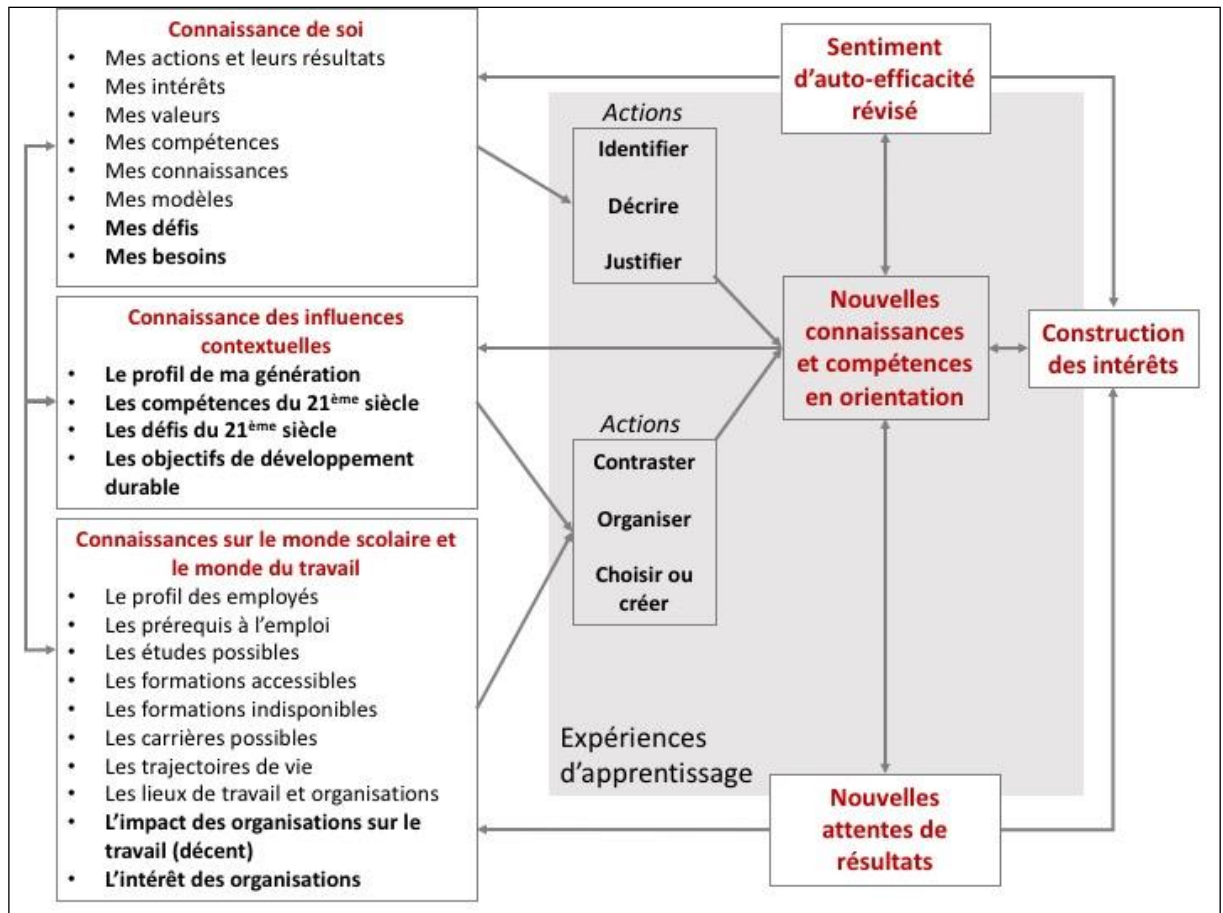 Connaissance de soi
• Mes actions et leurs résultats
• Mes intérêts
• Mes valeurs
• Mes compétences
• Mes connaissances
• Mes modèles
• Mes défis
• Mes besoins
Connaissance des influences
contextuelles
• Le profil de ma génération
• Les compétences du 21ème siècle
• Les défis du 21ème siècle
• Les objectifs de développement
durable
Connaissances sur le monde scolaire et
le monde du travail
• Le profil des employés
• Les prérequis à l'emploi
• Les études possibles
• Les formations accessibles
• Les formations indisponibles
• Les carrières possibles
• Les trajectoires de vie
• Les lieux de travail et organisations
• L'impact des organisations sur le
travail (décent)
• L'intérêt des organisations
Actions
Identifier
Décrire
Justifier
Actions
Contraster
Organiser
Choisir ou
créer
Expériences
d'apprentissage
Sentiment
d'auto-efficacité
révisé
Nouvelles
connaissances
et compétences
en orientation
Nouvelles
attentes de
résultats
Construction
des intérêts